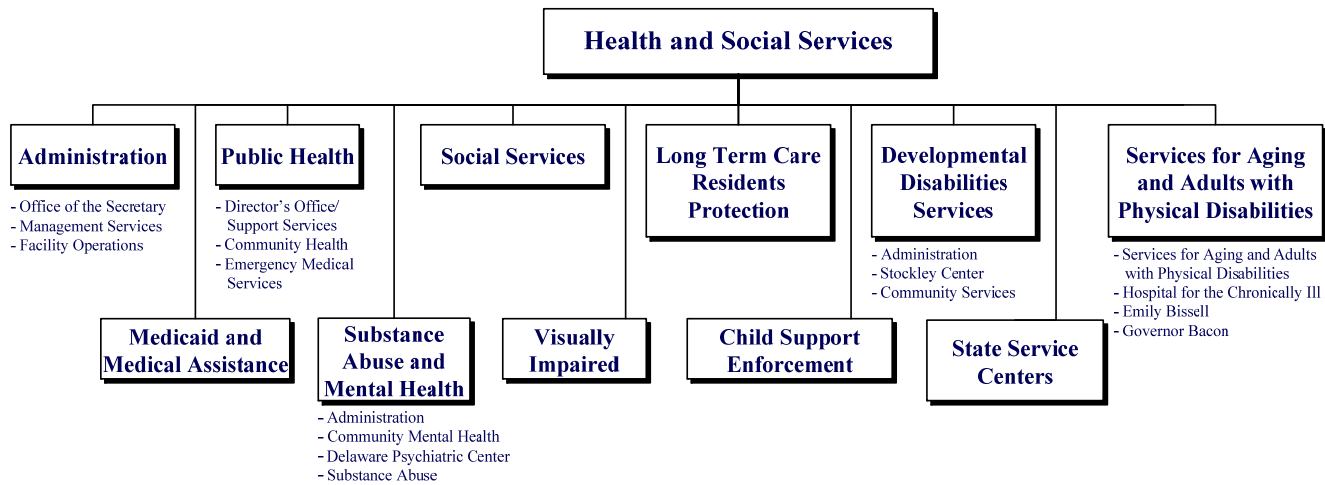 Health and Social Services
Administration
- Office of the Secretary
- Management Services
- Facility Operations
Public Health
- Director's Office/
Support Services
- Community Health
- Emergency Medical
Services
Social Services
Long Term Care
Residents
Protection
Developmental
Disabilities
Services
- Administration
- Stockley Center
- Community Services
Services for Aging
and Adults with
Physical Disabilities
- Services for Aging and Adults
with Physical Disabilities
- Hospital for the Chronically Ill
- Emily Bissell
- Governor Bacon
Medicaid and
Medical Assistance
Substance
Abuse and
Mental Health
- Administration
- Community Mental Health
- Delaware Psychiatric Center
- Substance Abuse
Visually
Impaired
Child Support
Enforcement
State Service
Centers